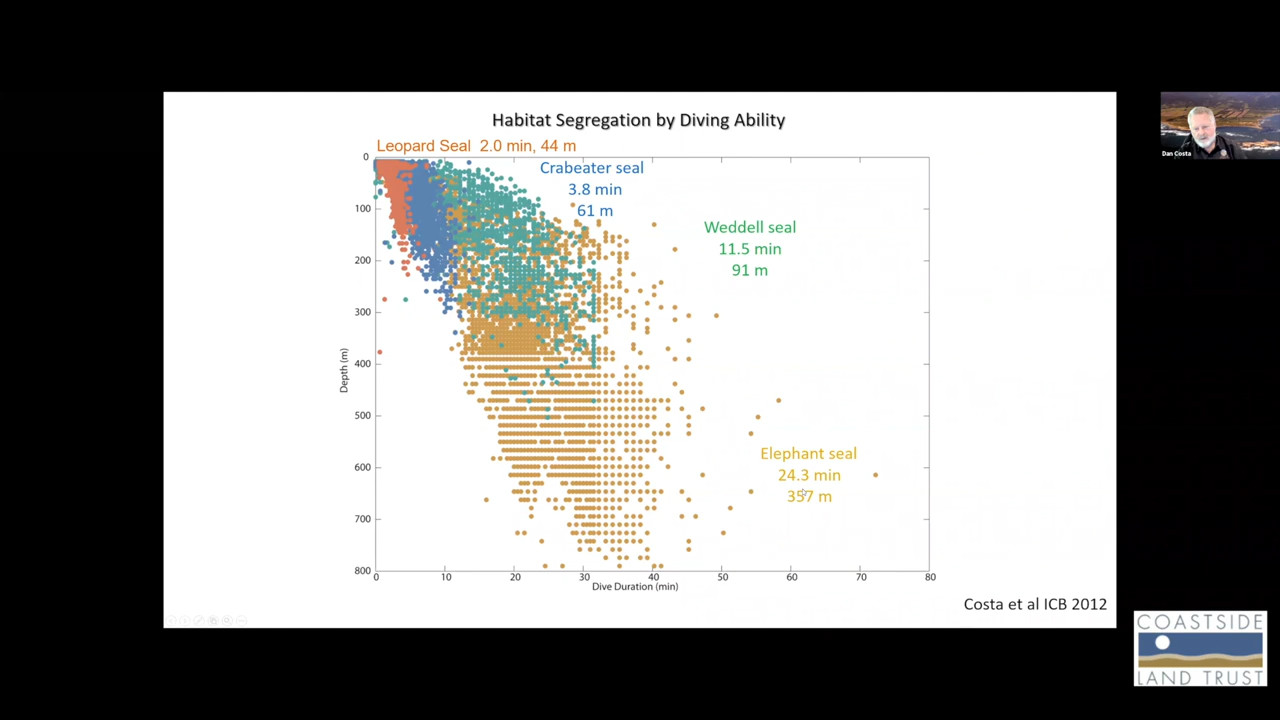 Habitat Segregation by Diving Ability
Leopard Seal 2.0 min, 44 m
Crabeater seal
3.8 min
61 m
Weddell seal
11.5 min
91 m
Elephant seal
24.3 min
357 m
Depth (m)
0
100
200
300
400
500
600
700
800
0 10 20 30 40 50 60 70 80
Dive Duration (min)
Costa et al ICB 2012
Dan Costa
COASTSIDE
LAND TRUST